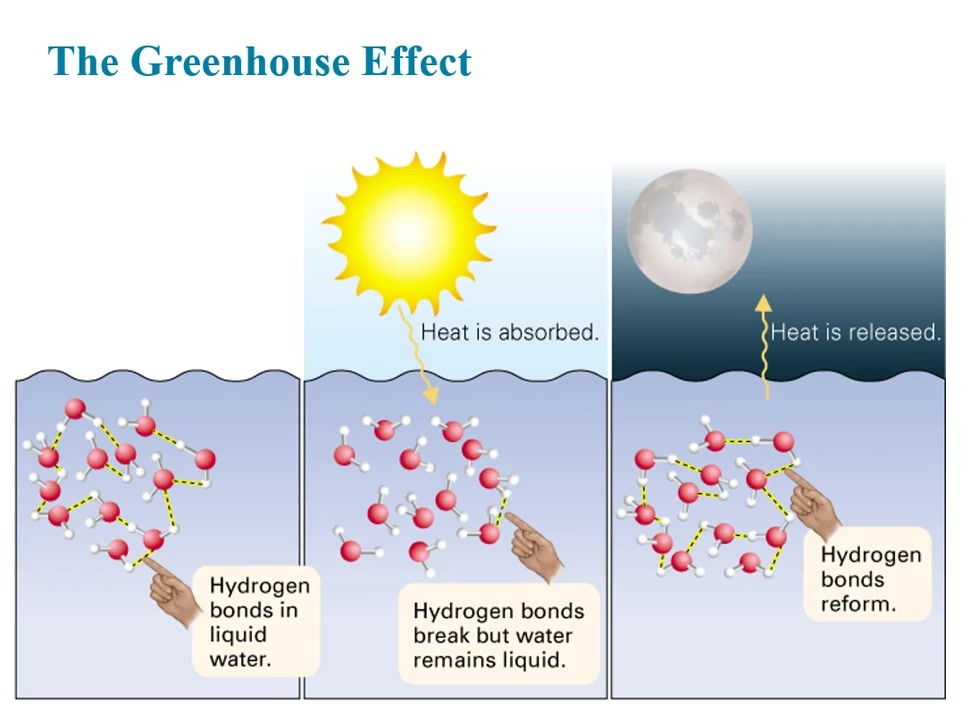 The Greenhouse Effect
Heat is absorbed.
Heat is released.
Hydrogen
bonds in
liquid
water.
Hydrogen bonds
break but water
remains liquid.
Hydrogen
bonds
reform.